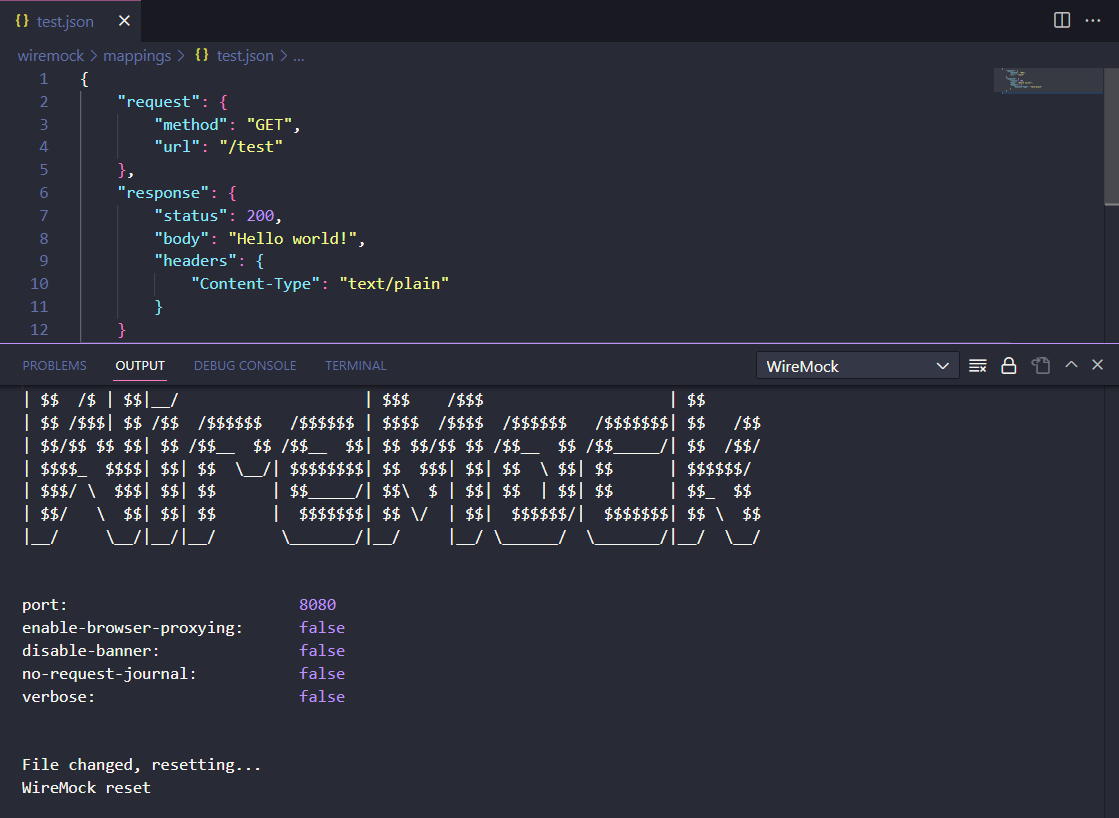 {} test.json
wiremock > mappings > {} test.json > ...
1 {
2     "request": {
3         "method": "GET",
4         "url": "/test"
5     },
6     "response": {
7         "status": 200,
8         "body": "Hello world!",
9         "headers": {
10             "Content-Type": "text/plain"
11         }
12     }
PROBLEMS OUTPUT DEBUG CONSOLE TERMINAL WireMock
| $$  /$ | $$|__/                    | $$$    /$$$                    | $$
| $$ /$$$| $$ /$$  /$$$$$$   /$$$$$$ | $$$$  /$$$$  /$$$$$$   /$$$$$$$| $$   /$$
| $$/$$ $$ $$| $$ /$$__  $$ /$$__  $$| $$ $$/$$ $$ /$$__  $$ /$$_____/| $$  /$$/
| $$$$_  $$$$| $$| $$  \__/| $$$$$$$$| $$  $$$| $$| $$  \ $$| $$      | $$$$$$/
| $$$/ \  $$$| $$| $$      | $$_____/| $$\  $ | $$| $$  | $$| $$      | $$_  $$
| $$/   \  $$| $$| $$      |  $$$$$$$| $$ \/  | $$|  $$$$$$/|  $$$$$$$| $$ \  $$
|__/     \__/|__/|__/       \_______/|__/     |__/ \______/  \_______/|__/  \__/
port:                         8080
enable-browser-proxying:      false
disable-banner:               false
no-request-journal:           false
verbose:                      false
File changed, resetting...
WireMock reset